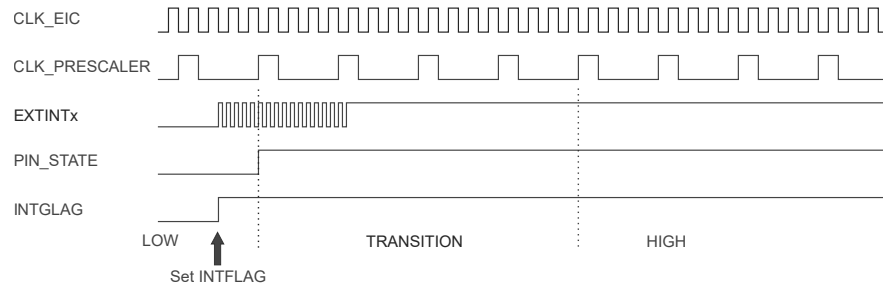 CLK_EIC
CLK_PRESCALER
EXTINTx
PIN_STATE
INTGLAG
LOW TRANSITION HIGH
Set INTFLAG